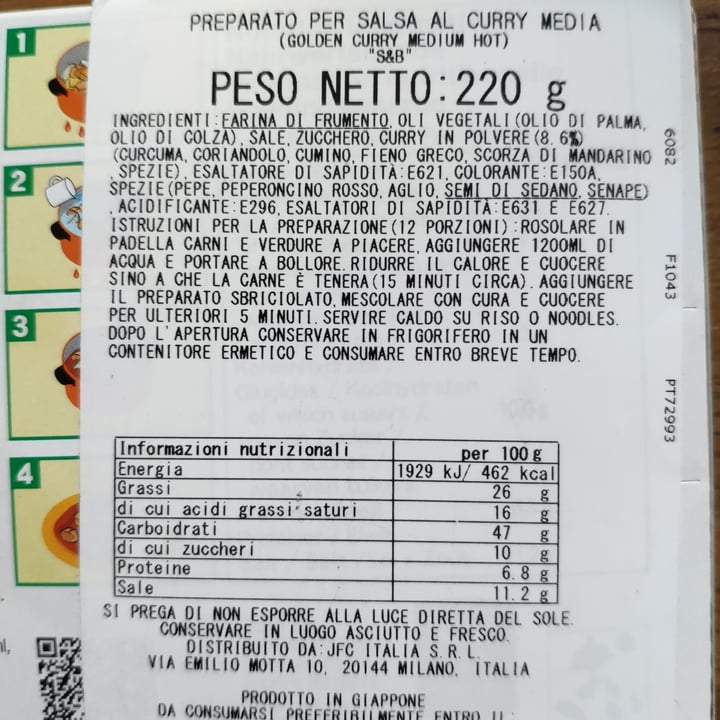 PREPARATO PER SALSA AL CURRY MEDIA
(GOLDEN CURRY MEDIUM HOT)
"S&B"
PESO NETTO:220 g
INGREDIENTI:FARINA DI FRUMENTO, OLI VEGETALI(OLIO DI PALMA,
OLIO DI COLZA), SALE, ZUCCHERO, CURRY IN POLVERE(8.6%)
(CURCUMA, CORIANDOLO, CUMINO, FIENO GRECO, SCORZA DI MANDARINO
, SPEZIE), ESALTATORE DI SAPIDITÀ:E621, COLORANTE:E150A,
SPEZIE(PEPE, PEPERONCINO ROSSO, AGLIO, SEMI DI SEDANO, SENAPE)
, ACIDIFICANTE:E296, ESALTATORI DI SAPIDITÀ:E631 E E627.
ISTRUZIONI PER LA PREPARAZIONE(12 PORZIONI):ROSOLARE IN
PADELLA CARNI E VERDURE A PIACERE, AGGIUNGERE 1200ML DI
ACQUA E PORTARE A BOLLORE. RIDURRE IL CALORE E CUOCERE
SINO A CHE LA CARNE È TENERA(15 MINUTI CIRCA). AGGIUNGERE
IL PREPARATO SBRICIOLATO, MESCOLARE CON CURA E CUOCERE
PER ULTERIORI 5 MINUTI. SERVIRE CALDO SU RISO O NOODLES.
DOPO L'APERTURA CONSERVARE IN FRIGORIFERO IN UN
CONTENITORE ERMETICO E CONSUMARE ENTRO BREVE TEMPO.
Informazioni nutrizionali per 100 g
Energia 1929 kJ/ 462 kcal
Grassi 26 g
di cui acidi grassi saturi 16 g
Carboidrati 47 g
di cui zuccheri 10 g
Proteine 6.8 g
Sale 11.2 g
SI PREGA DI NON ESPORRE ALLA LUCE DIRETTA DEL SOLE.
CONSERVARE IN LUOGO ASCIUTTO E FRESCO.
DISTRIBUITO DA:JFC ITALIA S.R.L.
VIA EMILIO MOTTA 10, 20144 MILANO, ITALIA
PRODOTTO IN GIAPPONE
DA CONSUMARSI PREFERIBILMENTE ENTRO IL:
6082
F1043
PT72993
1
2
3
4